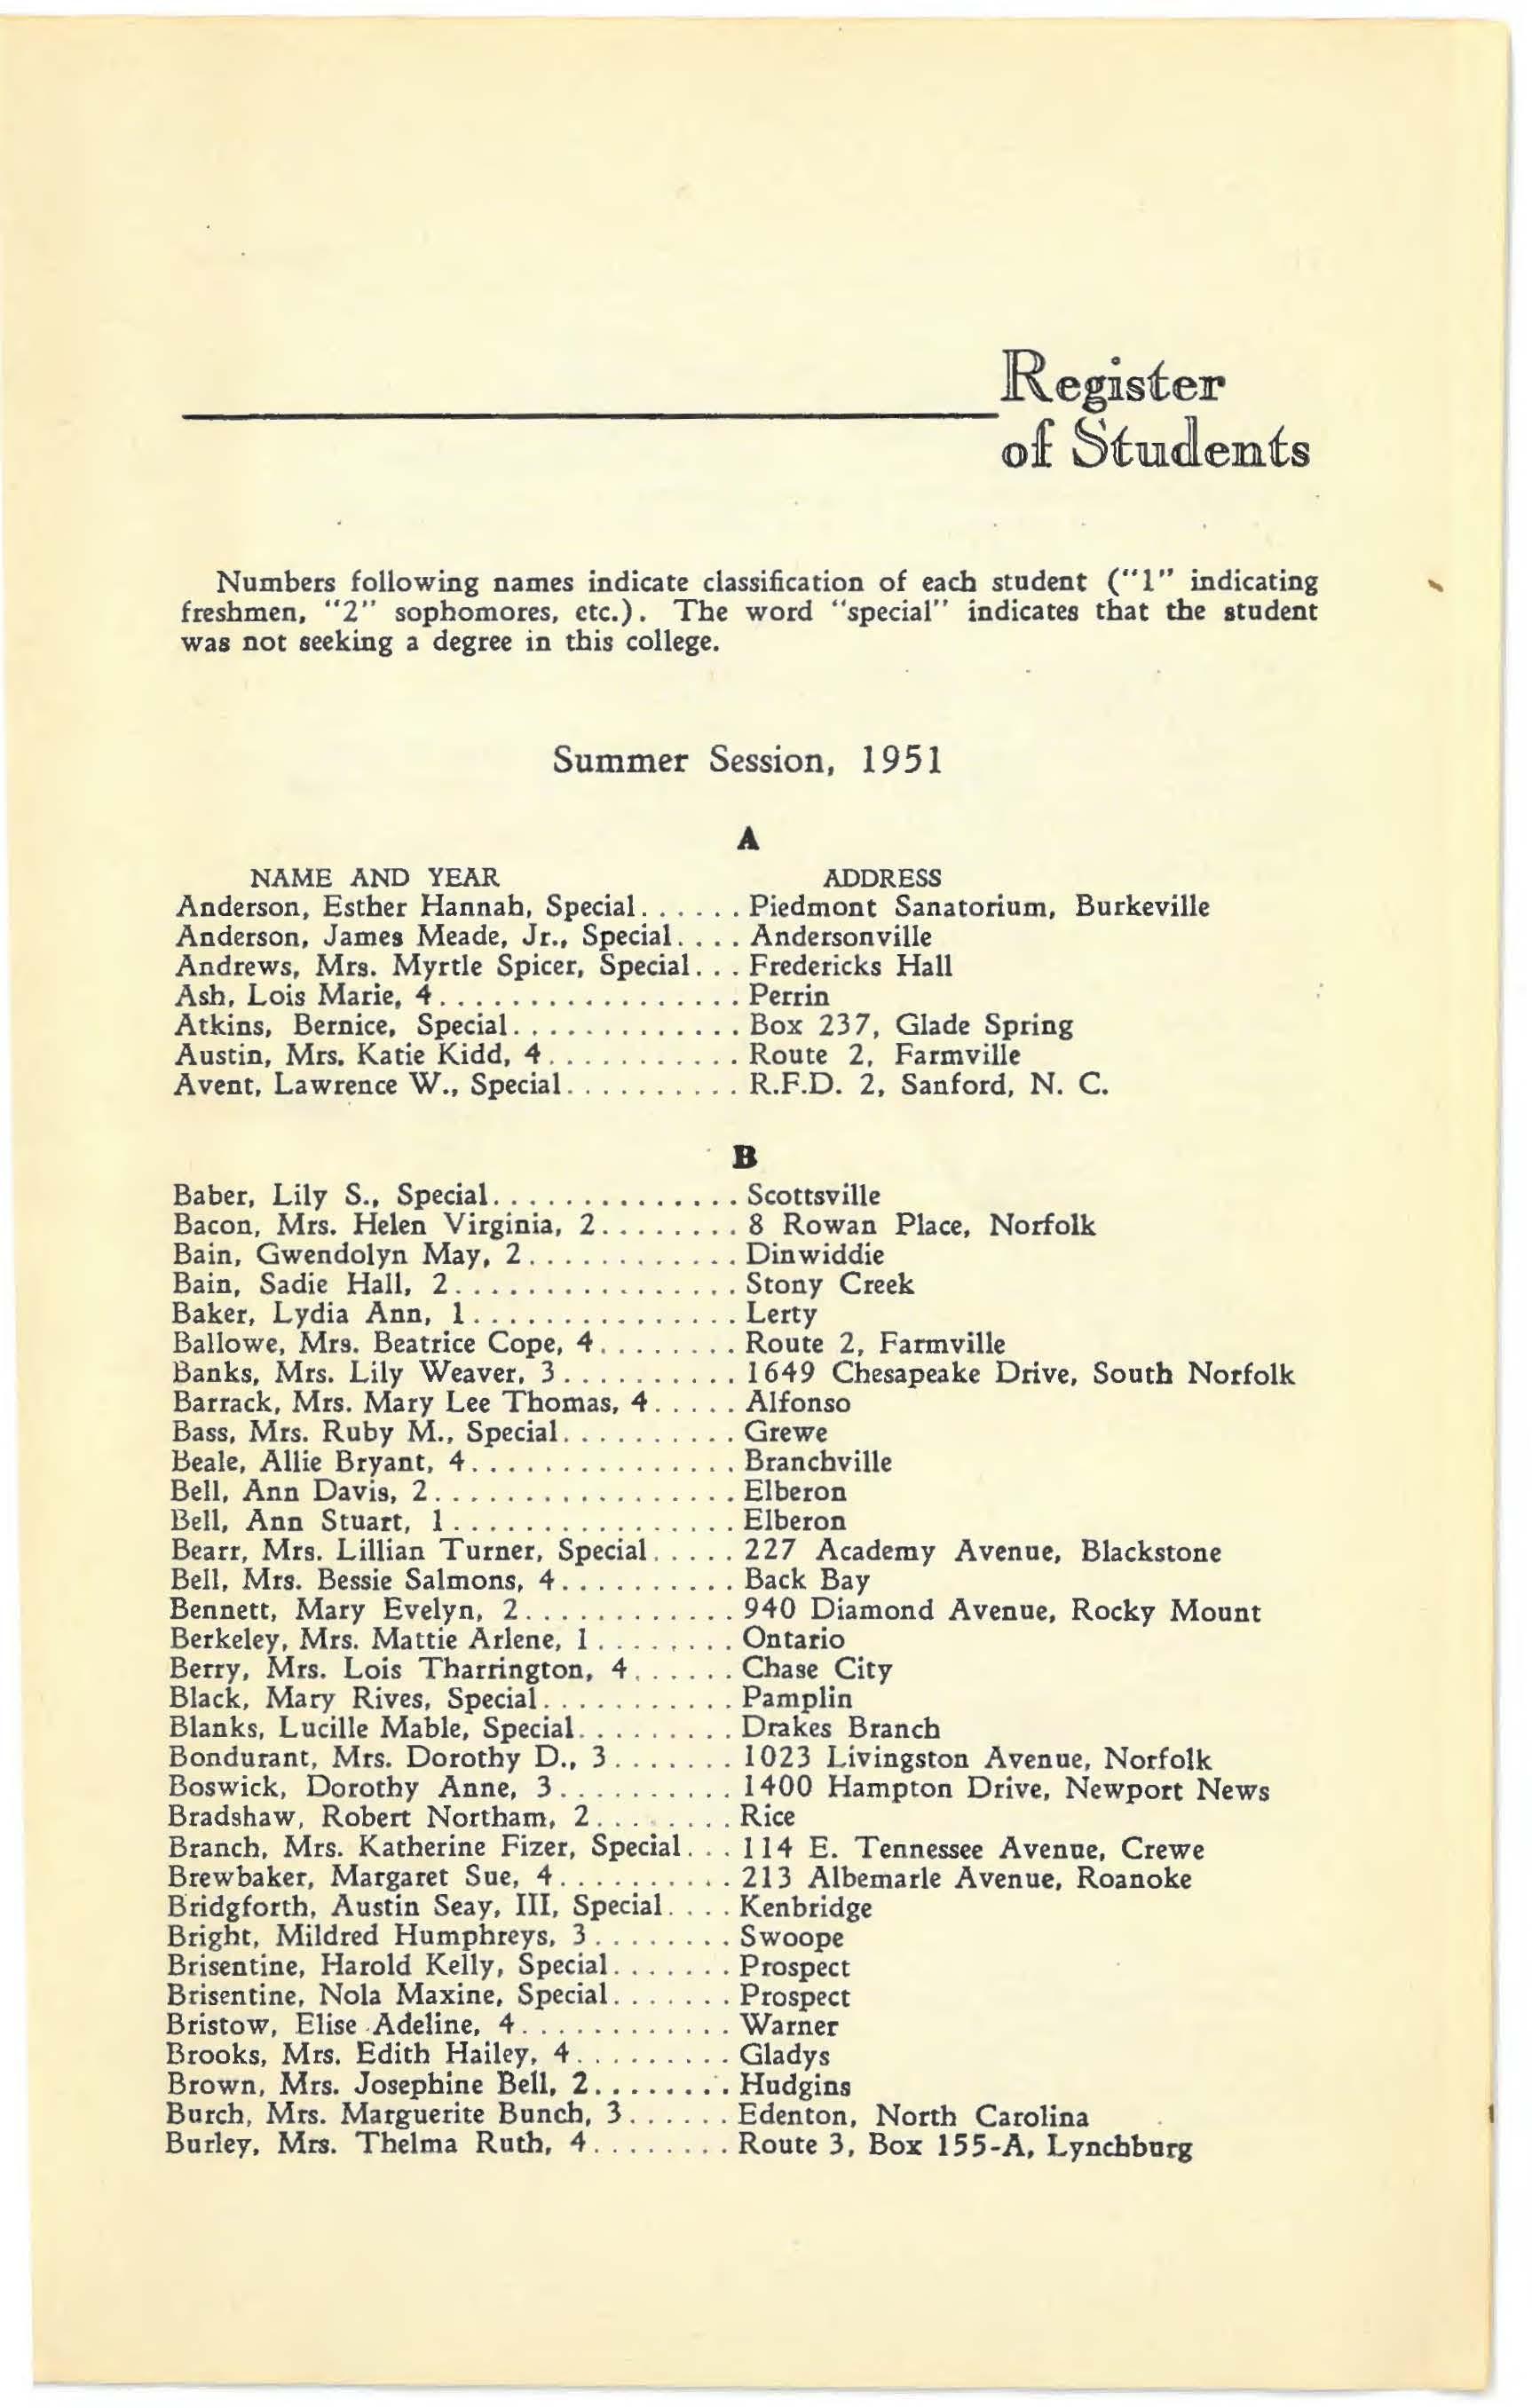 Register
of Students
Numbers following names indicate classification of each student ("1" indicating
freshmen, "2" sophomores, etc.). The word "special" indicates that the student
was not seeking a degree in this college.
Summer Session, 1951
A
NAME AND YEAR ADDRESS
Anderson, Esther Hannah, Special...... Piedmont Sanatorium, Burkeville
Anderson, James Meade, Jr., Special.... Andersonville
Andrews, Mrs. Myrtle Spicer, Special... Fredericks Hall
Ash, Lois Marie, 4................. Perrin
Atkins, Bernice, Special............. Box 237, Glade Spring
Austin, Mrs. Katie Kidd, 4........... Route 2, Farmville
Avent, Lawrence W., Special.......... R.F.D. 2, Sanford, N. C.
B
Baber, Lily S., Special.............. Scottsville
Bacon, Mrs. Helen Virginia, 2........ 8 Rowan Place, Norfolk
Bain, Gwendolyn May, 2............ Dinwiddie
Bain, Sadie Hall, 2................ Stony Creek
Baker, Lydia Ann, 1............... Lerty
Ballowe, Mrs. Beatrice Cope, 4........ Route 2, Farmville
Banks, Mrs. Lily Weaver, 3.......... 1649 Chesapeake Drive, South Norfolk
Barrack, Mrs. Mary Lee Thomas, 4..... Alfonso
Bass, Mrs. Ruby M., Special.......... Grewe
Beale, Allie Bryant, 4............... Branchville
Bell, Ann Davis, 2................. Elberon
Bell, Ann Stuart, 1................ Elberon
Bearr, Mrs. Lillian Turner, Special..... 227 Academy Avenue, Blackstone
Bell, Mrs. Bessie Salmons, 4.......... Back Bay
Bennett, Mary Evelyn, 2............ 940 Diamond Avenue, Rocky Mount
Berkeley, Mrs. Mattie Arlene, 1........ Ontario
Berry, Mrs. Lois Tharrington, 4...... Chase City
Black, Mary Rives, Special........... Pamplin
Blanks, Lucille Mable, Special......... Drakes Branch
Bondurant, Mrs. Dorothy D., 3....... 1023 Livingston Avenue, Norfolk
Boswick, Dorothy Anne, 3.......... 1400 Hampton Drive, Newport News
Bradshaw, Robert Northam, 2........ Rice
Branch, Mrs. Katherine Fizer, Special... 114 E. Tennessee Avenue, Crewe
Brewbaker, Margaret Sue, 4.......... 213 Albemarle Avenue, Roanoke
Bridgforth, Austin Seay, III, Special.... Kenbridge
Bright, Mildred Humphreys, 3........ Swoope
Brisentine, Harold Kelly, Special....... Prospect
Brisentine, Nola Maxine, Special....... Prospect
Bristow, Elise Adeline, 4............ Warner
Brooks, Mrs. Edith Hailey, 4......... Gladys
Brown, Mrs. Josephine Bell, 2........ Hudgins
Burch, Mrs. Marguerite Bunch, 3...... Edenton, North Carolina
Burley, Mrs. Thelma Ruth, 4........ Route 3, Box 155-A, Lynchburg